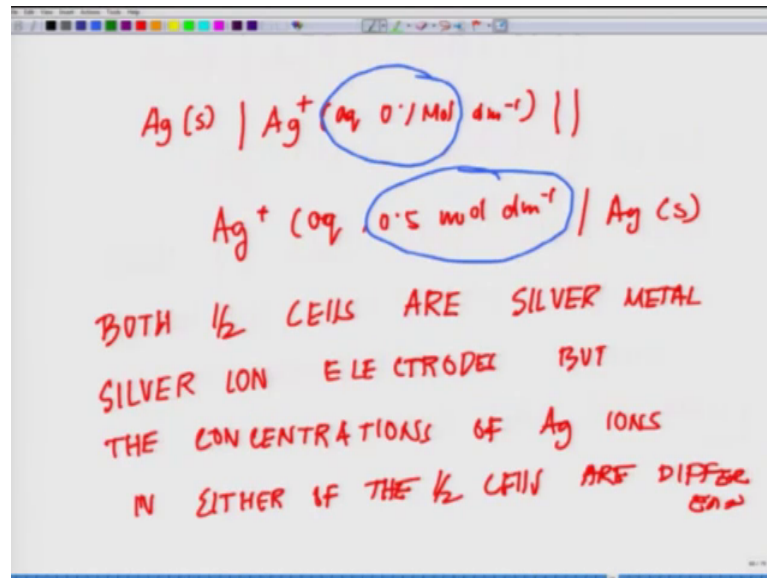 Ag (s) | Ag⁺ (aq 0.1 Mol dm⁻¹) ||
Ag⁺ (aq, 0.5 mol dm⁻¹ | Ag (s)
BOTH ½ CELLS ARE SILVER METAL
SILVER ION ELECTRODES BUT
THE CONCENTRATIONS OF Ag IONS
IN EITHER OF THE ½ CELLS ARE DIFFER